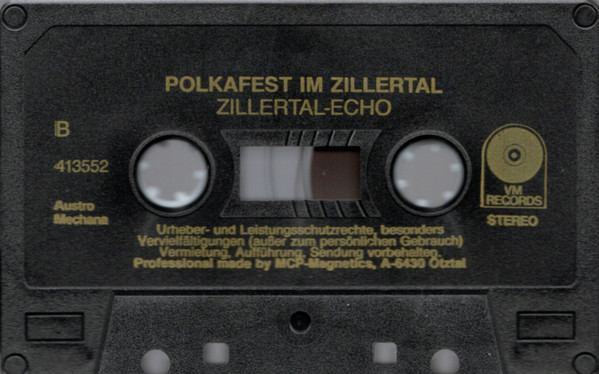 POLKAFEST IM ZILLERTAL
ZILLERTAL-ECHO
B
413552
VM
RECORDS
Austro
Mechana
STEREO
Urheber- und Leistungsschutzrechte, besonders
Vervielfältigungen (außer zum persönlichen Gebrauch)
Vermietung, Aufführung, Sendung vorbehalten.
Professional made by MCP-Magnetics, A-6430 Ötztal